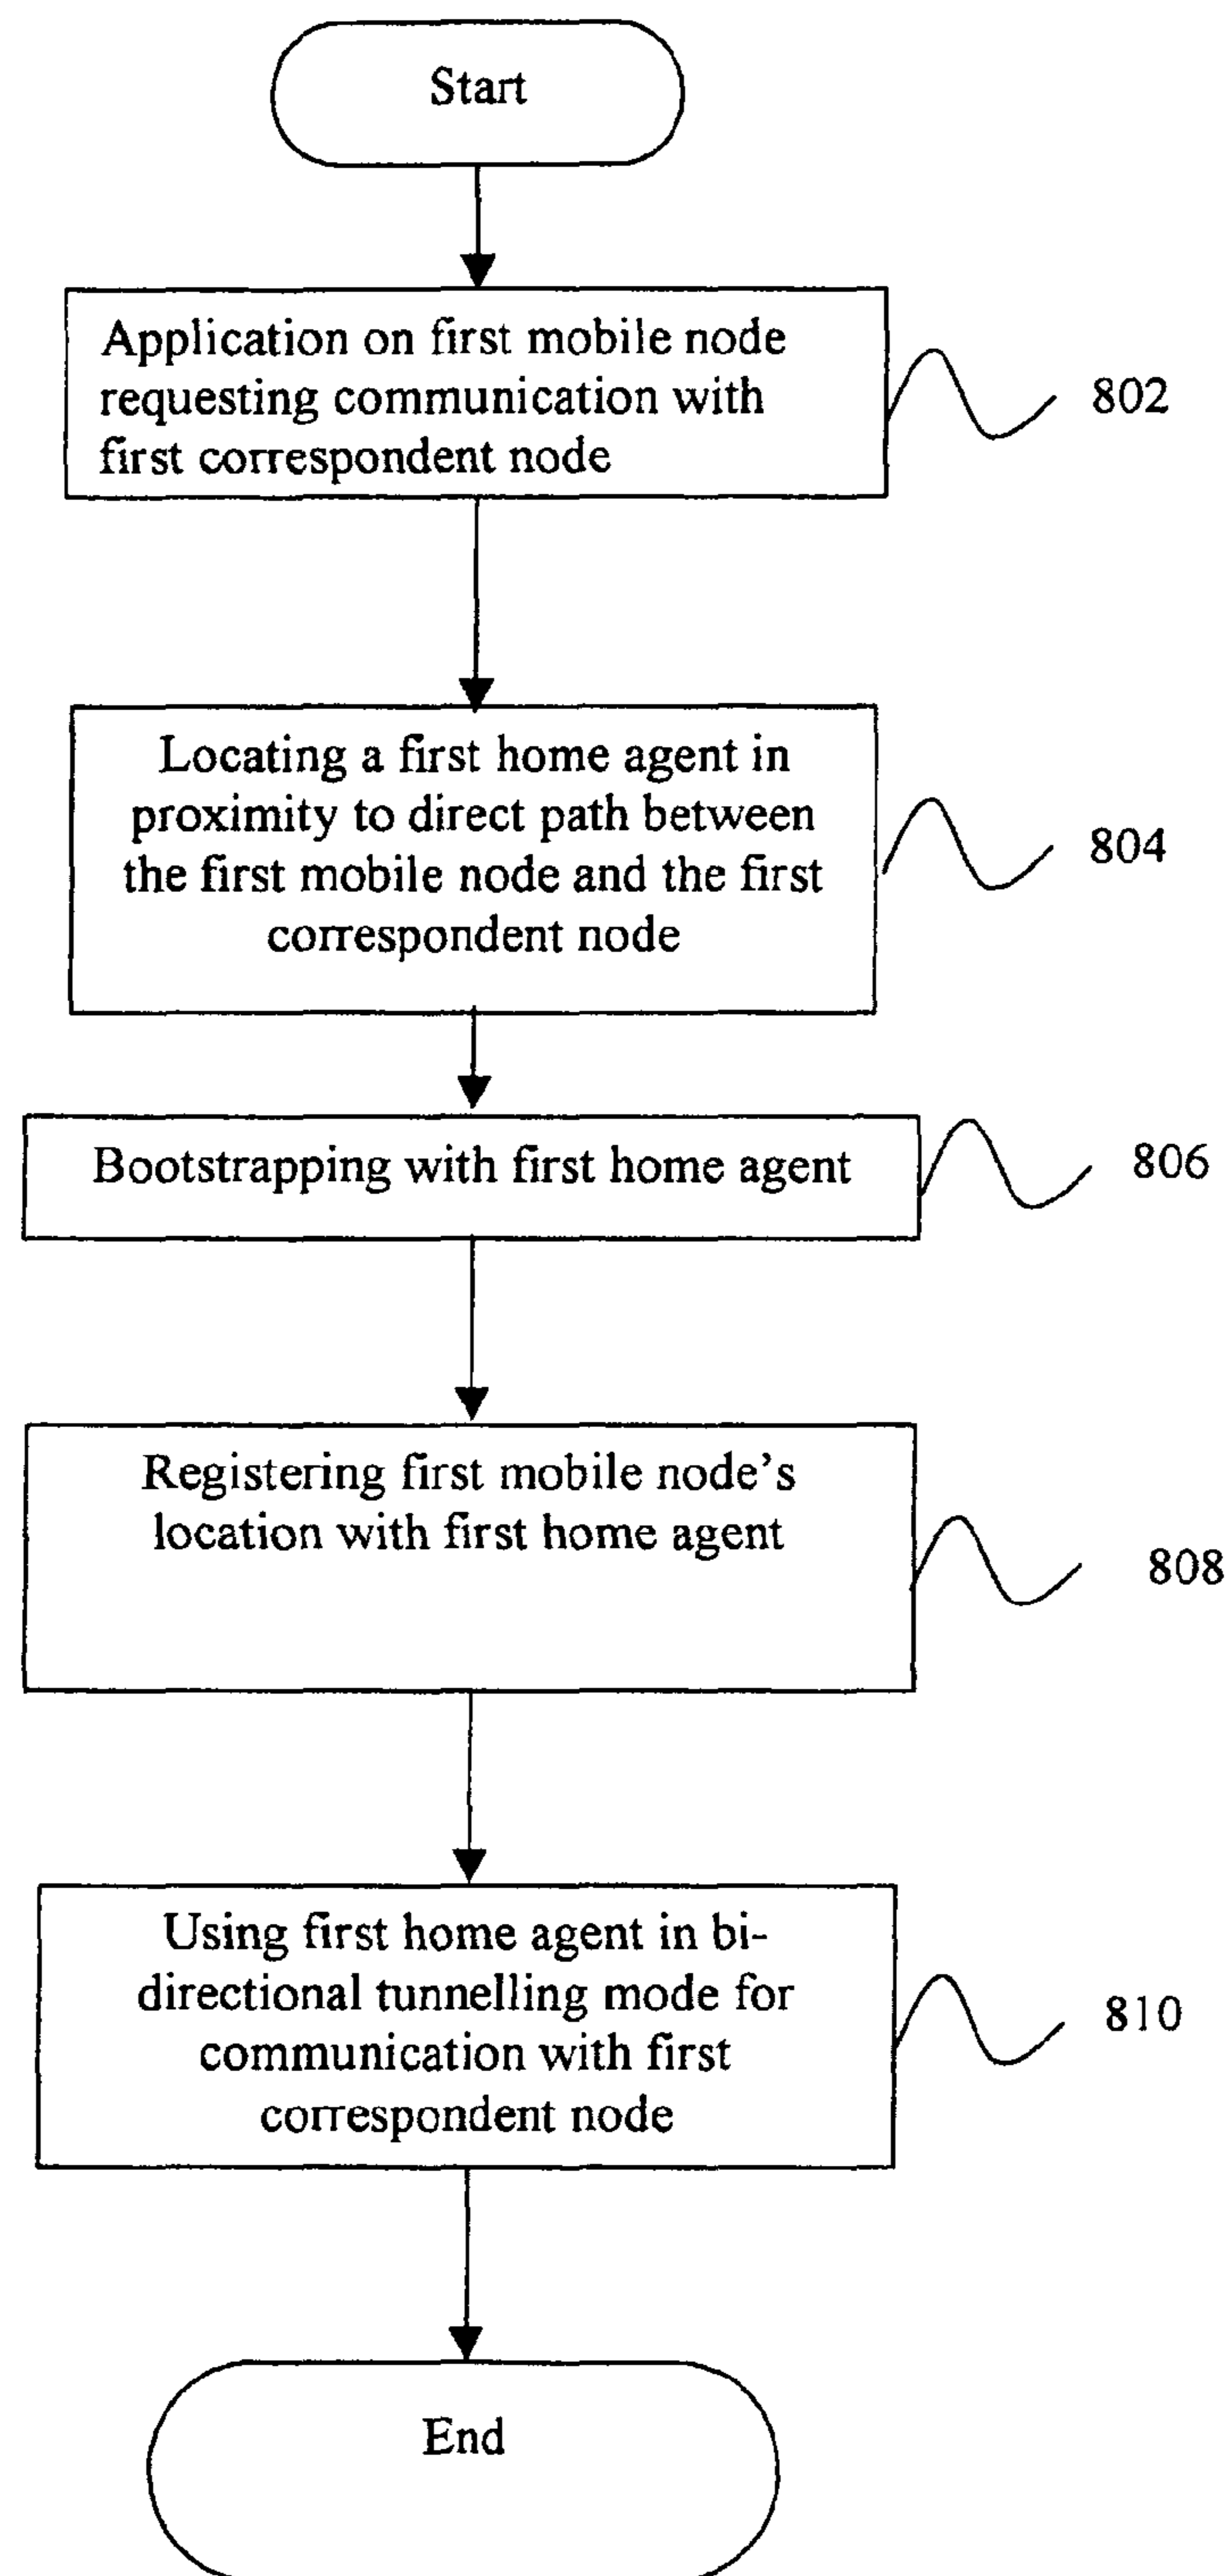 Start
Application on first mobile node
requesting communication with
first correspondent node
802
Locating a first home agent in
proximity to direct path between
the first mobile node and the first
correspondent node
804
Bootstrapping with first home agent
806
Registering first mobile node's
location with first home agent
808
Using first home agent in bi-
directional tunnelling mode for
communication with first
correspondent node
810
End